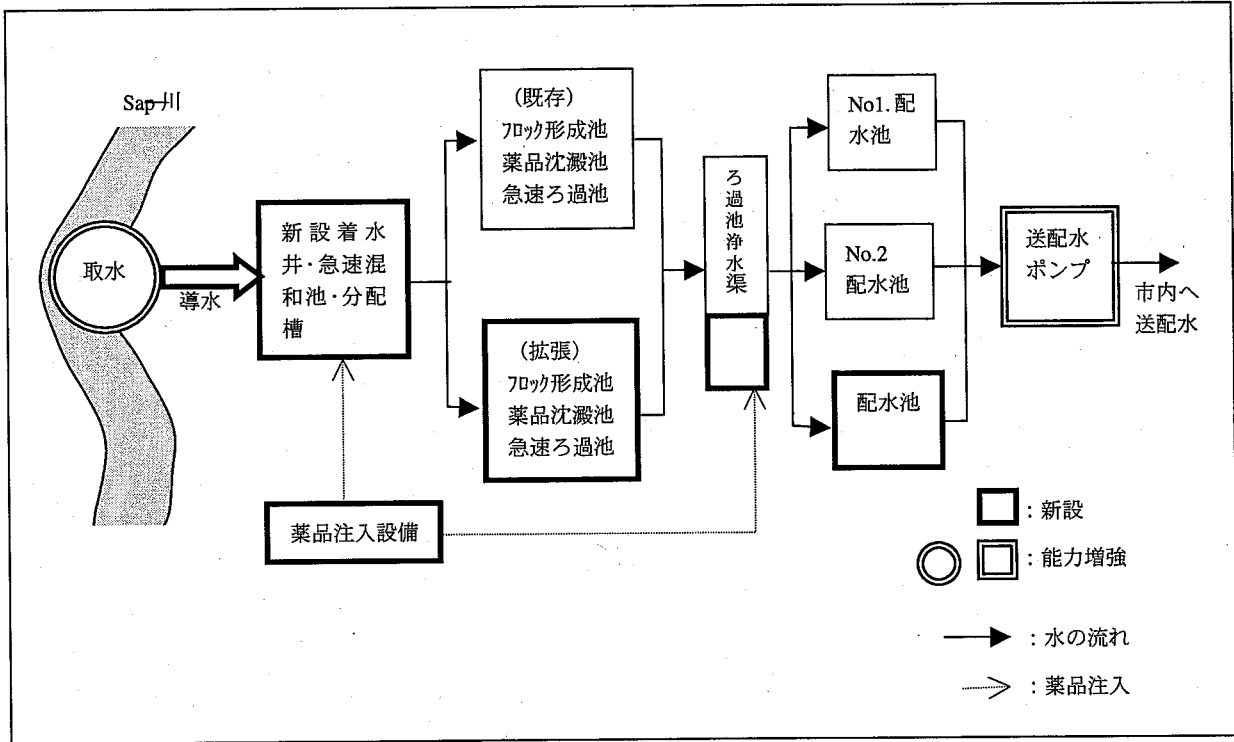 Sap川
取水
導水
新設着水
井・急速混
和池・分配
槽
(既存)
フロック形成池
薬品沈澱池
急速ろ過池
(拡張)
フロック形成池
薬品沈澱池
急速ろ過池
薬品注入設備
ろ過池浄水渠
No1. 配
水池
No.2
配水池
配水池
送配水
ポンプ
市内へ
送配水
：新設
：能力増強
：水の流れ
：薬品注入